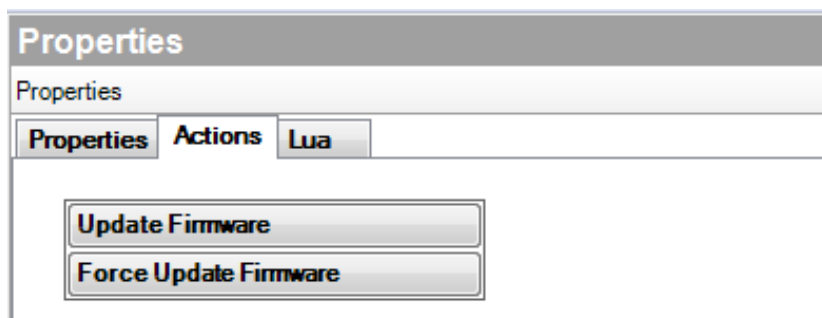 Properties
Properties
Properties Actions Lua
Update Firmware
Force Update Firmware